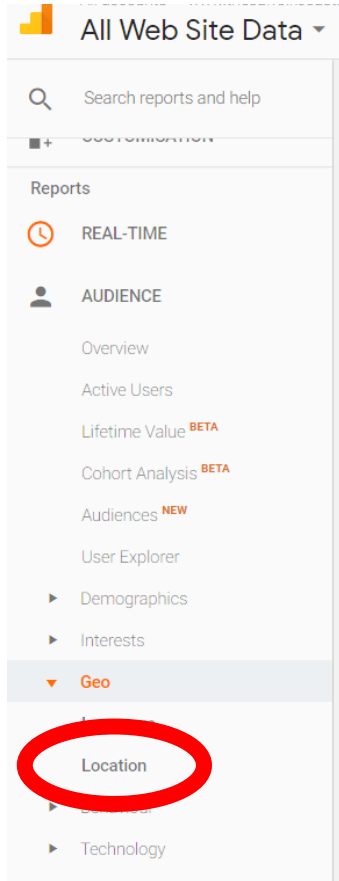 All Web Site Data
Search reports and help
CUSTOMISATION
Reports
REAL-TIME
AUDIENCE
Overview
Active Users
Lifetime Value BETA
Cohort Analysis BETA
Audiences NEW
User Explorer
Demographics
Interests
Geo
Location
Technology